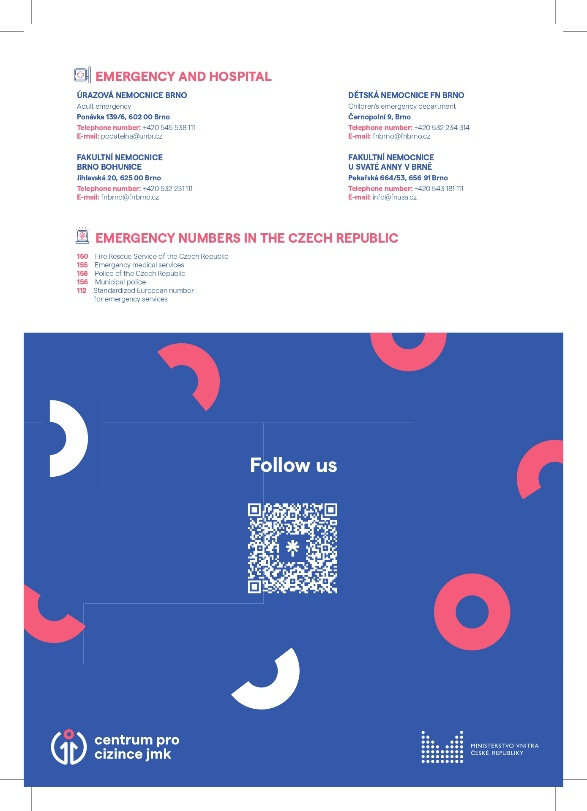 EMERGENCY AND HOSPITAL
ÚRAZOVÁ NEMOCNICE BRNO
Adult emergency
Ponávka 139/6, 602 00 Brno
Telephone number: +420 545 538 111
E-mail: podatelna@unbr.cz
FAKULTNÍ NEMOCNICE
BRNO BOHUNICE
Jihlavská 20, 625 00 Brno
Telephone number: +420 532 231 111
E-mail: fnbrno@fnbrno.cz
DĚTSKÁ NEMOCNICE FN BRNO
Children's emergency department
Černopolní 9, Brno
Telephone number: +420 532 234 314
E-mail: fnbrno@fnbrno.cz
FAKULTNÍ NEMOCNICE
U SVATÉ ANNY V BRNĚ
Pekařská 664/53, 656 91 Brno
Telephone number: +420 543 181 111
E-mail: info@fnusa.cz
EMERGENCY NUMBERS IN THE CZECH REPUBLIC
150 Fire Rescue Service of the Czech Republic
155 Emergency medical services
158 Police of the Czech Republic
156 Municipal police
112 Standardized European number
for emergency services
Follow us
centrum pro
cizince jmk
MINISTERSTVO VNITRA
ČESKÉ REPUBLIKY